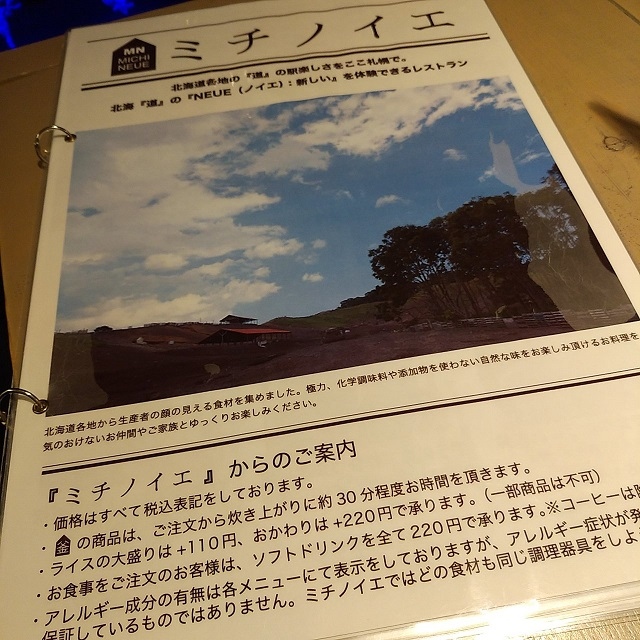 MN
MICHI
NEUE
ミチノイエ
北海道各地の『道』の駅楽しさをここ札幌で。
北海『道』の『NEUE（ノイエ）：新しい』を体験できるレストラン
北海道各地から生産者の顔の見える食材を集めました。極力、化学調味料や添加物を使わない自然な味をお楽しみ頂けるお料理を
気のおけないお仲間やご家族とゆっくりお楽しみください。
『ミチノイエ』からのご案内
・価格はすべて税込表記をしております。
・釜の商品は、ご注文から炊き上がりに約30分程度お時間を頂きます。
・ライスの大盛りは+110円、おかわりは+220円で承ります。（一部商品は不可）
・お食事をご注文のお客様は、ソフトドリンクを全て220円で承ります。※コーヒーは
・アレルギー成分の有無は各メニューにて表示をしておりますが、アレルギー症状が発
保証しているものではありません。ミチノイエではどの食材も同じ調理器具をしよ